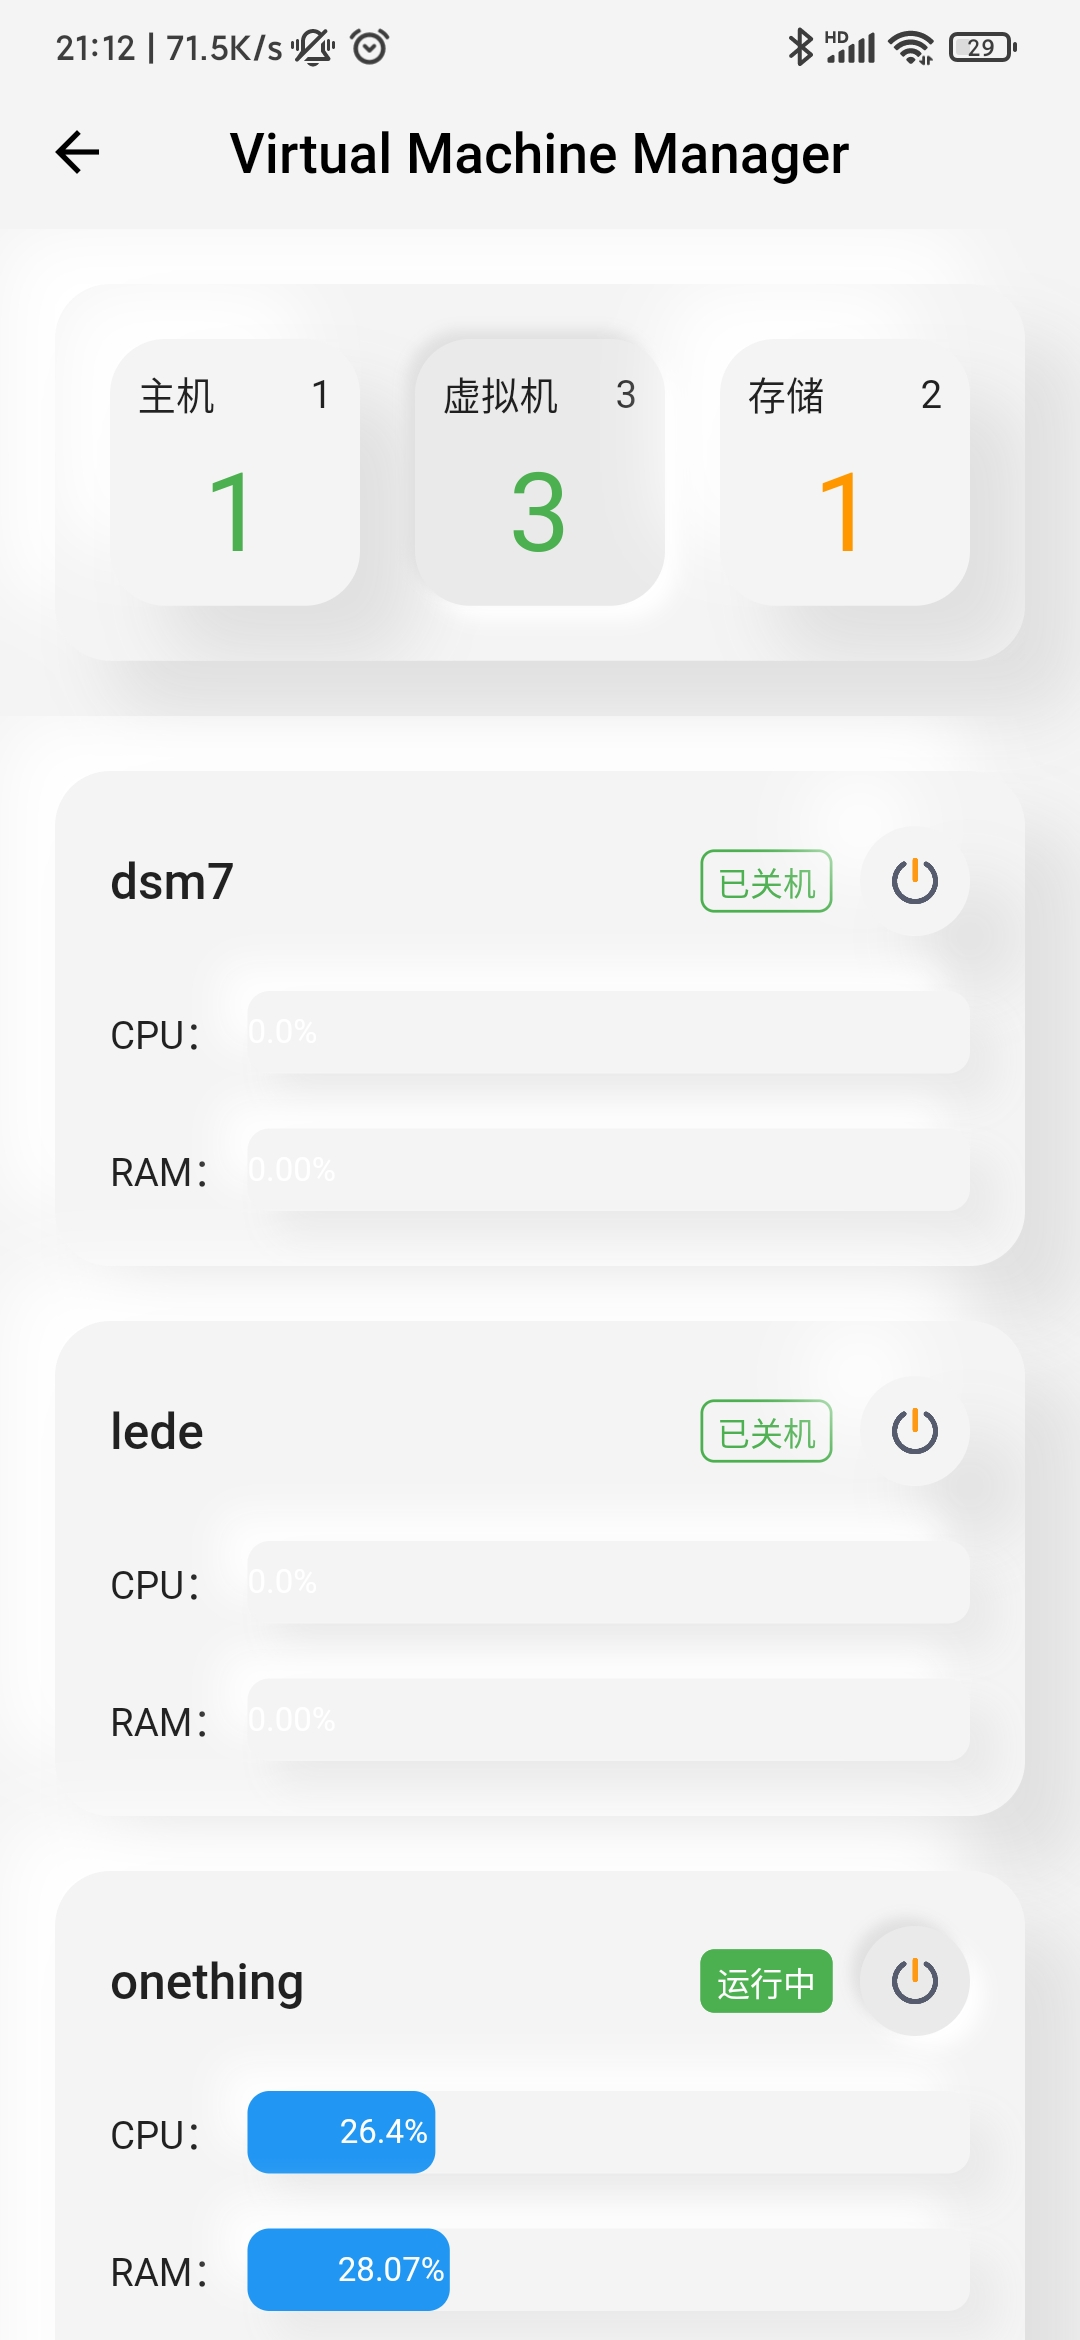 21:12 | 71.5K/s HD 29
Virtual Machine Manager
主机 1 虚拟机 3 存储 2
1 3 1
dsm7 已关机
CPU： 0.0%
RAM： 0.00%
lede 已关机
CPU： 0.0%
RAM： 0.00%
onething 运行中
CPU： 26.4%
RAM： 28.07%